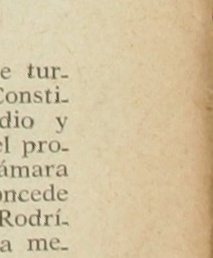 e tur-
Consti-
dio y
el pro-
ámara
oncede
Rodrí-
a me-